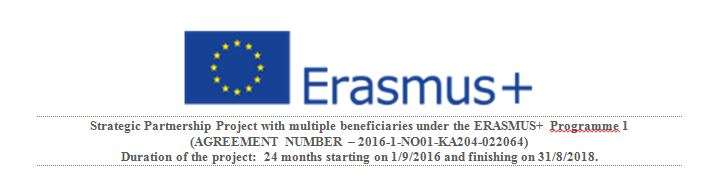 Erasmus+
Strategic Partnership Project with multiple beneficiaries under the ERASMUS+ Programme 1
(AGREEMENT NUMBER – 2016-1-NO01-KA204-022064)
Duration of the project: 24 months starting on 1/9/2016 and finishing on 31/8/2018.